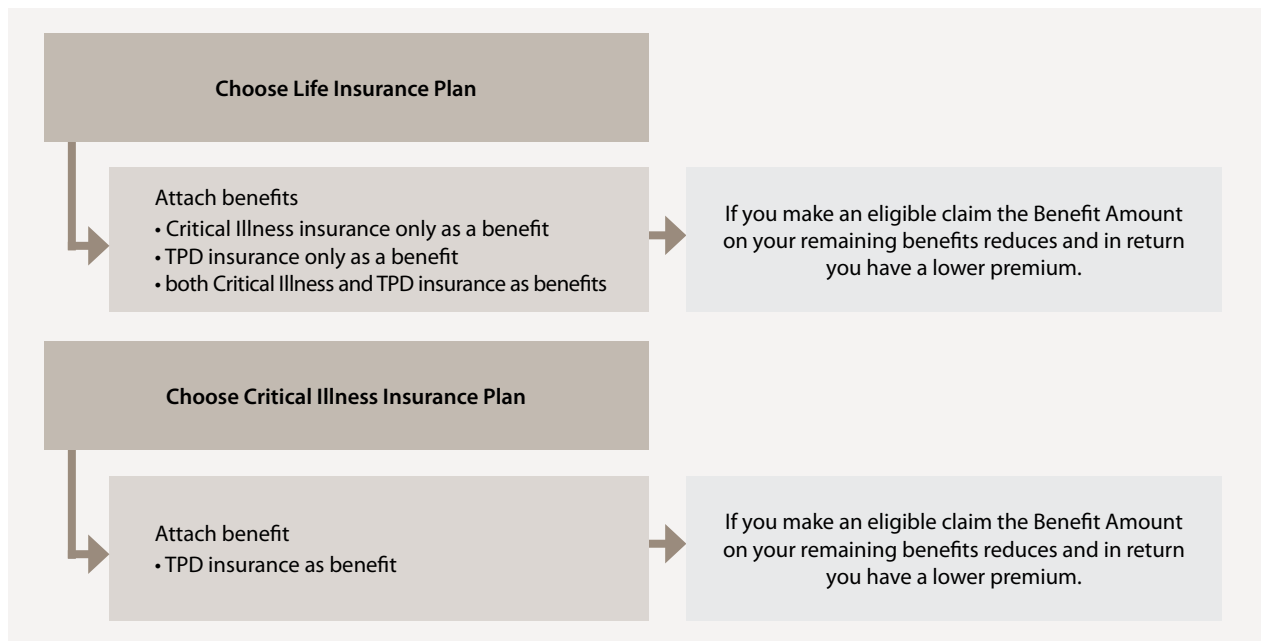 Choose Life Insurance Plan
Attach benefits
• Critical Illness insurance only as a benefit
• TPD insurance only as a benefit
• both Critical Illness and TPD insurance as benefits
If you make an eligible claim the Benefit Amount
on your remaining benefits reduces and in return
you have a lower premium.
Choose Critical Illness Insurance Plan
Attach benefit
• TPD insurance as benefit
If you make an eligible claim the Benefit Amount
on your remaining benefits reduces and in return
you have a lower premium.